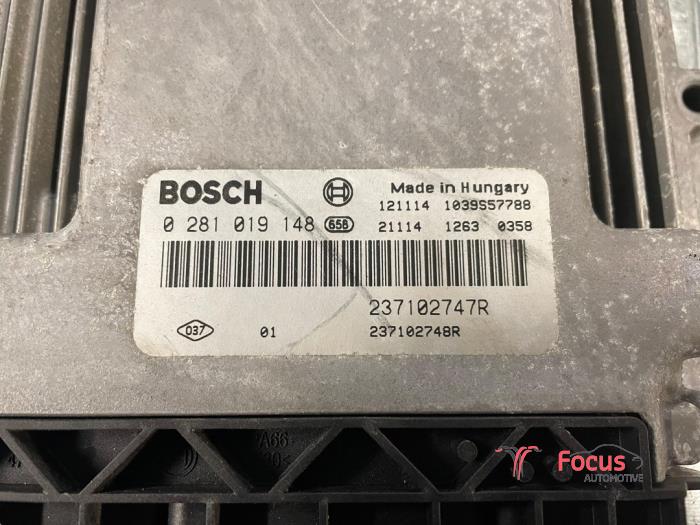 BOSCH
Made in Hungary
121114 1039S57788
0 281 019 148 658
21114 1263 0358
237102747R
037 01 237102748R
A66
Focus
AUTOMOTIVE